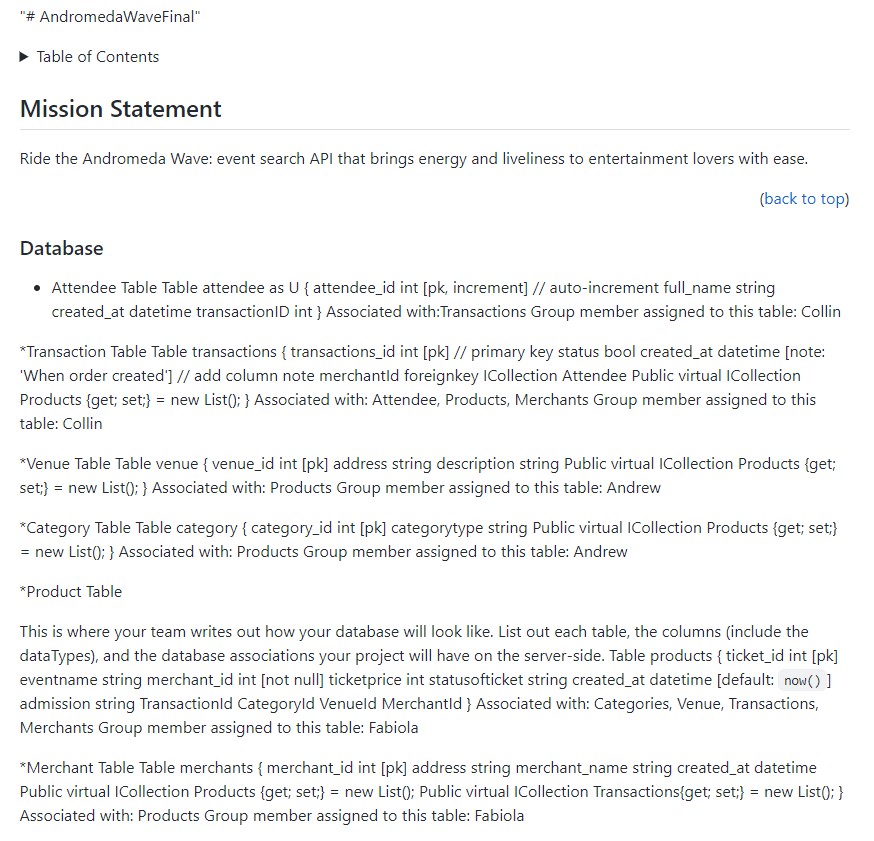 "# AndromedaWaveFinal"
▶ Table of Contents
Mission Statement
Ride the Andromeda Wave: event search API that brings energy and liveliness to entertainment lovers with ease.
(back to top)
Database
• Attendee Table Table attendee as U { attendee_id int [pk, increment] // auto-increment full_name string
created_at datetime transactionID int } Associated with:Transactions Group member assigned to this table: Collin
*Transaction Table Table transactions { transactions_id int [pk] // primary key status bool created_at datetime [note:
'When order created'] // add column note merchantId foreignkey ICollection Attendee Public virtual ICollection
Products {get; set;} = new List(); } Associated with: Attendee, Products, Merchants Group member assigned to this
table: Collin
*Venue Table Table venue { venue_id int [pk] address string description string Public virtual ICollection Products {get;
set;} = new List(); } Associated with: Products Group member assigned to this table: Andrew
*Category Table Table category { category_id int [pk] categorytype string Public virtual ICollection Products {get; set;}
= new List(); } Associated with: Products Group member assigned to this table: Andrew
*Product Table
This is where your team writes out how your database will look like. List out each table, the columns (include the
dataTypes), and the database associations your project will have on the server-side. Table products { ticket_id int [pk]
eventname string merchant_id int [not null] ticketprice int statusofticket string created_at datetime [default: now() ]
admission string TransactionId CategoryId VenueId MerchantId } Associated with: Categories, Venue, Transactions,
Merchants Group member assigned to this table: Fabiola
*Merchant Table Table merchants { merchant_id int [pk] address string merchant_name string created_at datetime
Public virtual ICollection Products {get; set;} = new List(); Public virtual ICollection Transactions{get; set;} = new List(); }
Associated with: Products Group member assigned to this table: Fabiola